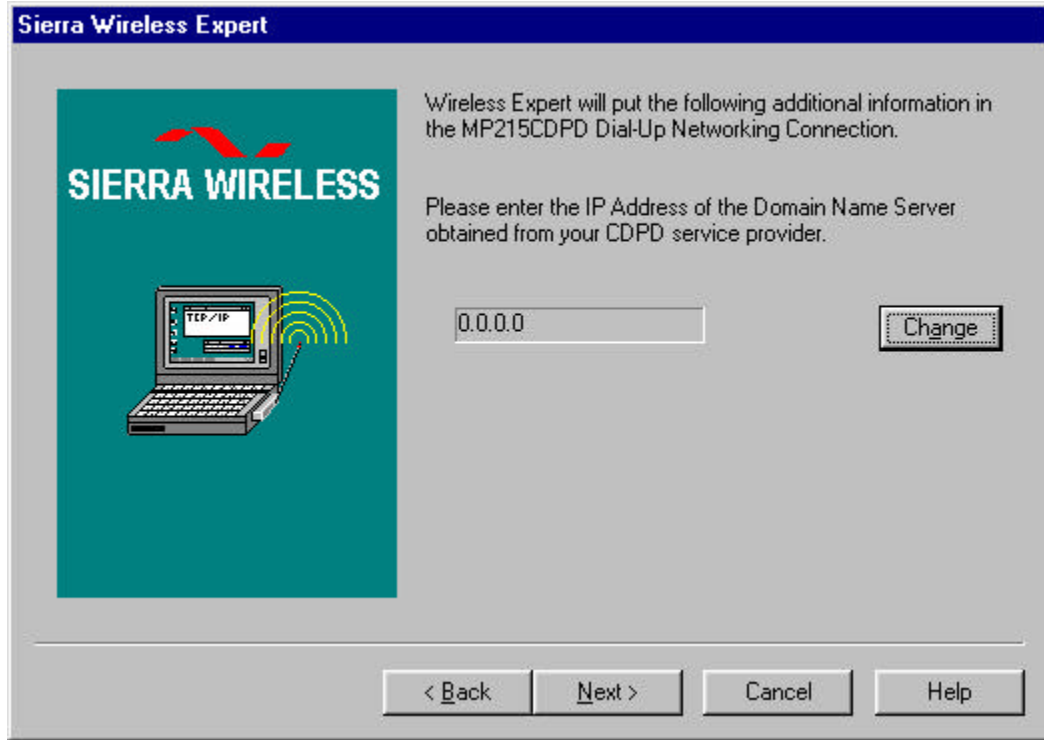 Sierra Wireless Expert
SIERRA WIRELESS
TCP/IP
Wireless Expert will put the following additional information in
the MP215CDPD Dial-Up Networking Connection.
Please enter the IP Address of the Domain Name Server
obtained from your CDPD service provider.
0.0.0.0
Change
< Back
Next >
Cancel
Help